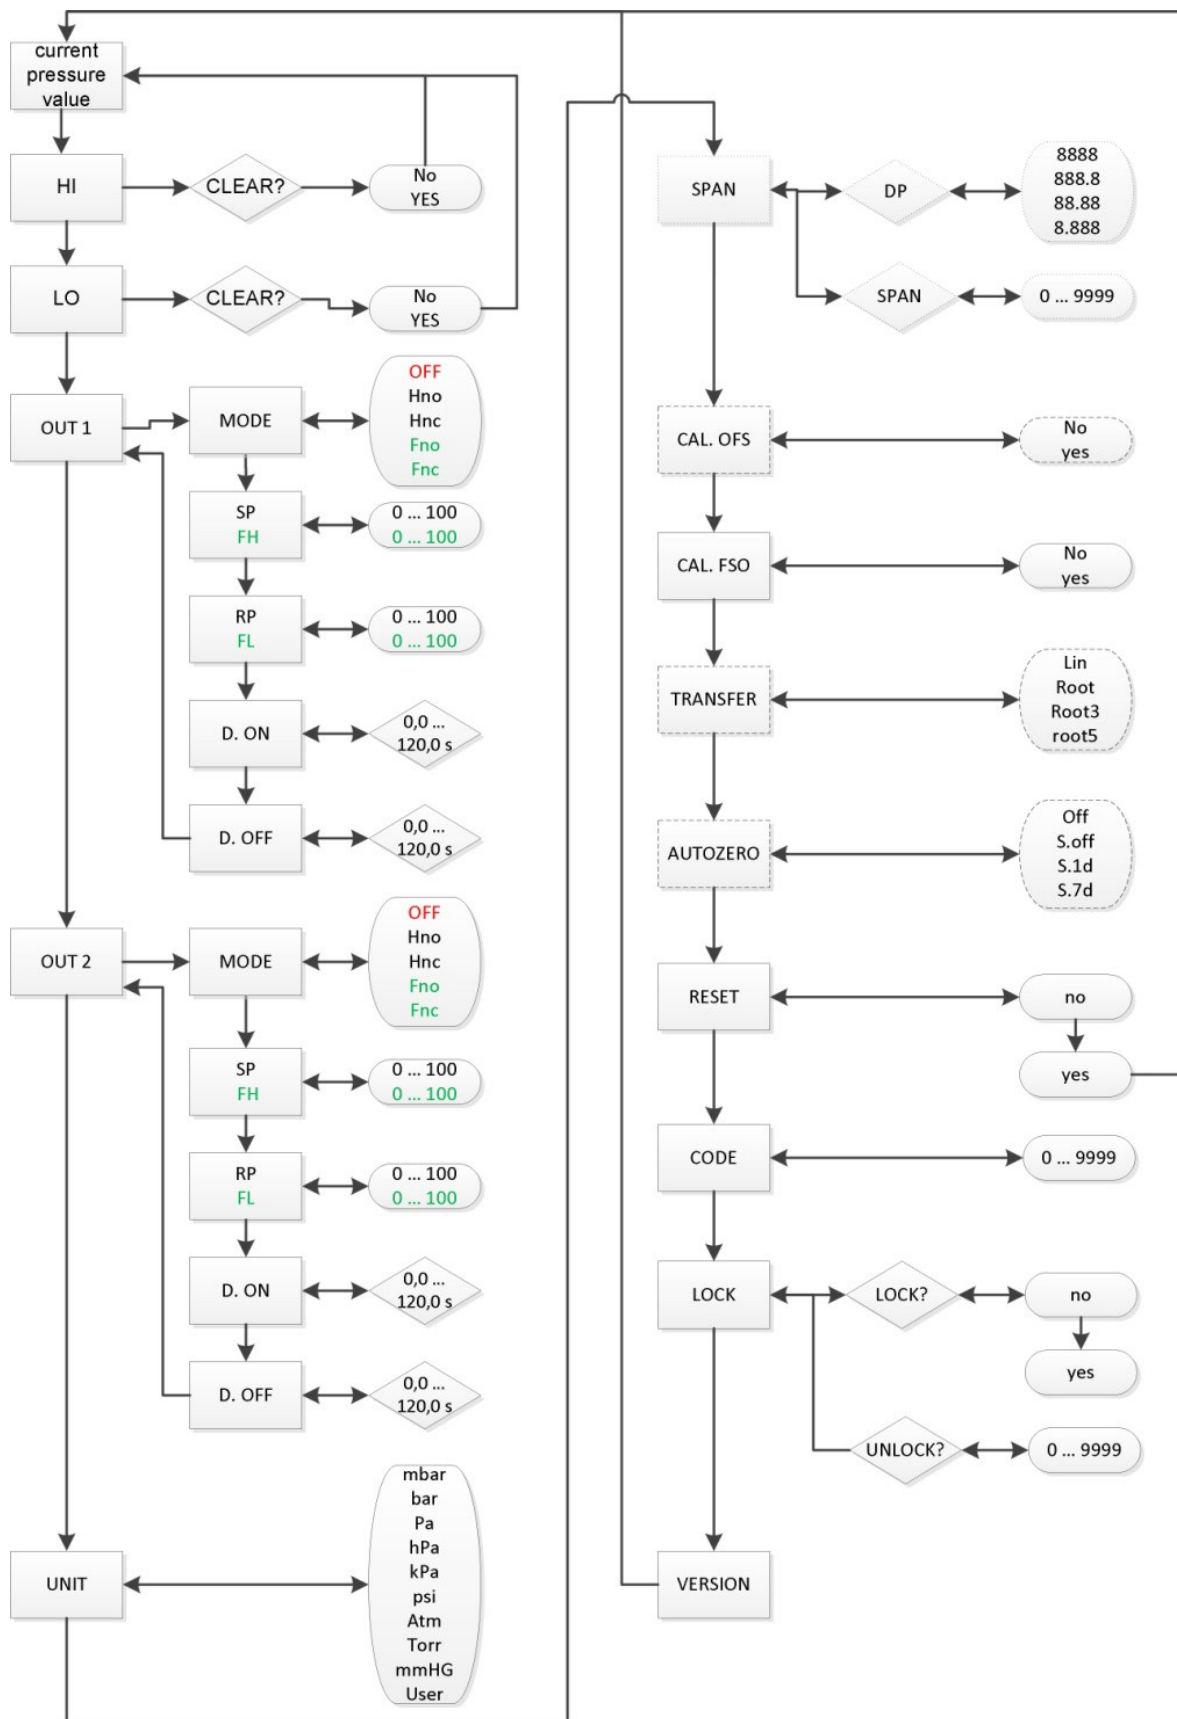 current
pressure
value
HI
CLEAR?
No
YES
LO
CLEAR?
No
YES
OUT 1
MODE
OFF
Hno
Hnc
Fno
Fnc
SP
FH
0 ... 100
0 ... 100
RP
FL
0 ... 100
0 ... 100
D. ON
0,0 ...
120,0 s
D. OFF
0,0 ...
120,0 s
OUT 2
MODE
OFF
Hno
Hnc
Fno
Fnc
SP
FH
0 ... 100
0 ... 100
RP
FL
0 ... 100
0 ... 100
D. ON
0,0 ...
120,0 s
D. OFF
0,0 ...
120,0 s
UNIT
mbar
bar
Pa
hPa
kPa
psi
Atm
Torr
mmHG
User
SPAN
DP
8888
888.8
88.88
8.888
SPAN
0 ... 9999
CAL. OFS
No
yes
CAL. FSO
No
yes
TRANSFER
Lin
Root
Root3
root5
AUTOZERO
Off
S.off
S.1d
S.7d
RESET
no
yes
CODE
0 ... 9999
LOCK
LOCK?
no
yes
UNLOCK?
0 ... 9999
VERSION